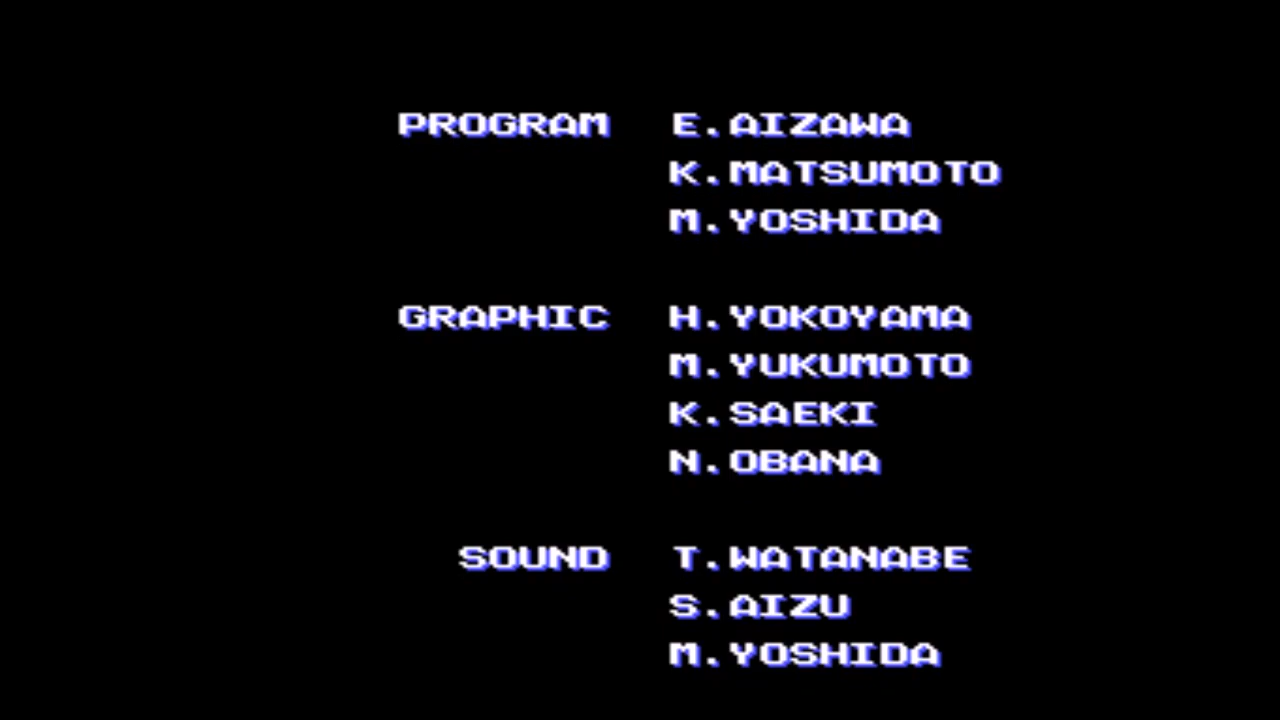 PROGRAM E.AIZAWA
K.MATSUMOTO
M.YOSHIDA
GRAPHIC H.YOKOYAMA
M.YUKUMOTO
K.SAEKI
N.OBANA
SOUND T.WATANABE
S.AIZU
M.YOSHIDA